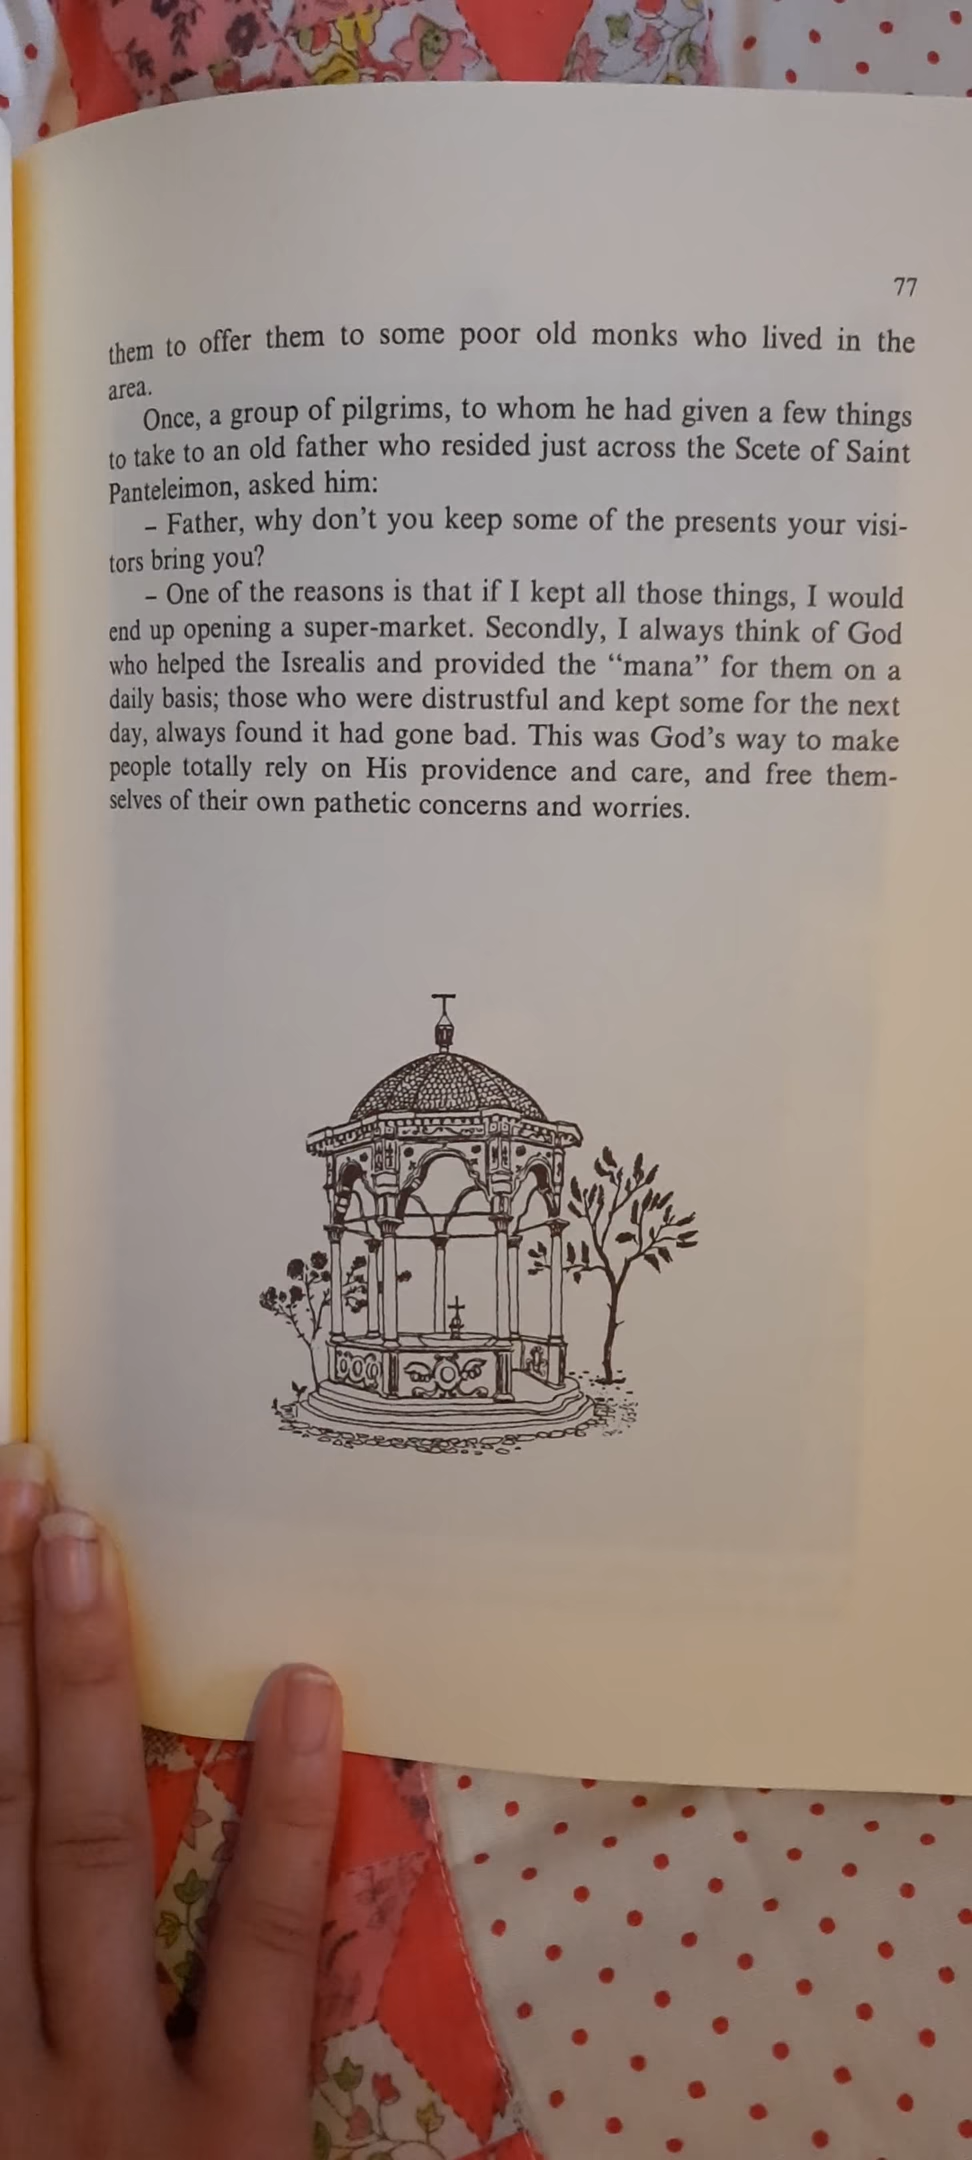 77
them to offer them to some poor old monks who lived in the
area.
Once, a group of pilgrims, to whom he had given a few things
to take to an old father who resided just across the Scete of Saint
Panteleimon, asked him:
– Father, why don't you keep some of the presents your visi-
tors bring you?
– One of the reasons is that if I kept all those things, I would
end up opening a super-market. Secondly, I always think of God
who helped the Isrealis and provided the “mana” for them on a
daily basis; those who were distrustful and kept some for the next
day, always found it had gone bad. This was God's way to make
people totally rely on His providence and care, and free them-
selves of their own pathetic concerns and worries.